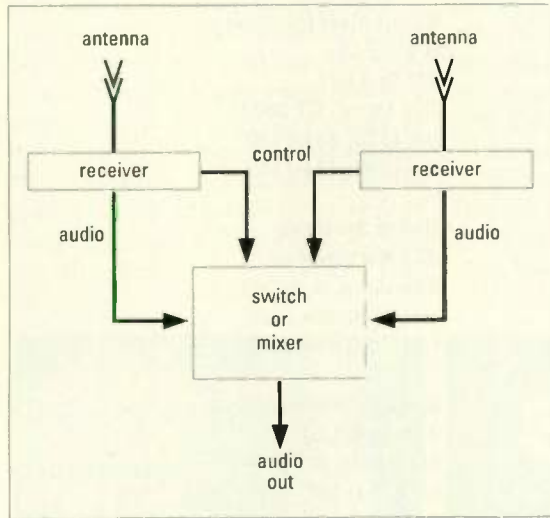 antenna
antenna
control
receiver
receiver
audio
audio
switch
or
mixer
audio
out